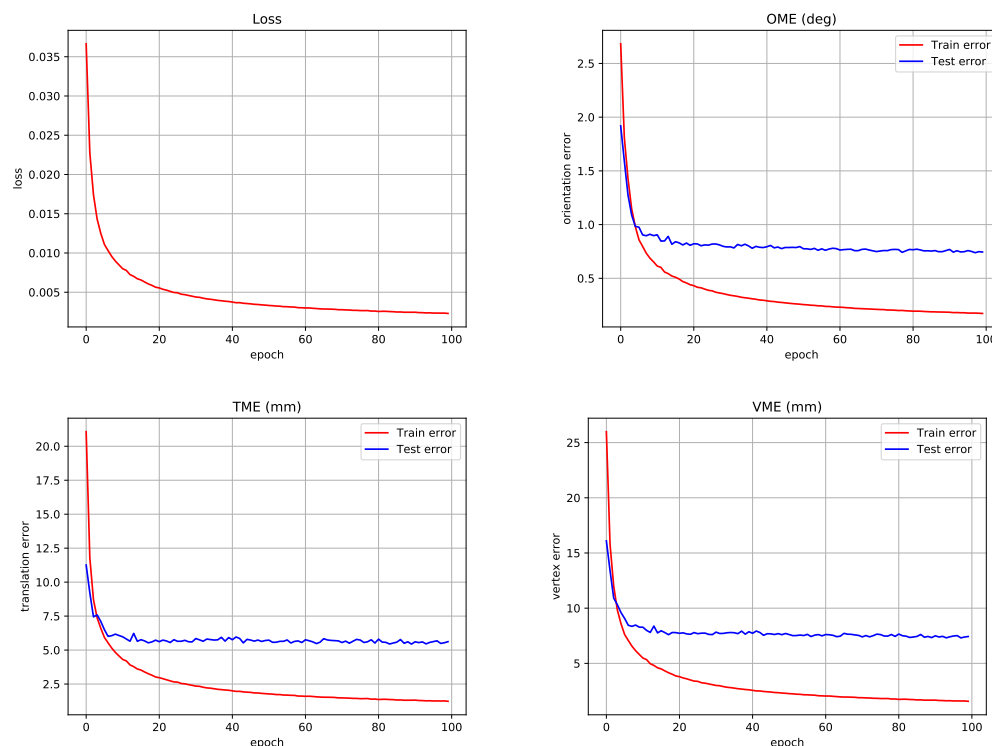 Loss
0.035
0.030
0.025
0.020
0.015
0.010
0.005
loss
0 20 40 60 80 100
epoch
OME (deg)
Train error
Test error
2.5
2.0
1.5
1.0
0.5
orientation error
0 20 40 60 80 100
epoch
TME (mm)
Train error
Test error
20.0
17.5
15.0
12.5
10.0
7.5
5.0
2.5
translation error
0 20 40 60 80 100
epoch
VME (mm)
Train error
Test error
25
20
15
10
5
vertex error
0 20 40 60 80 100
epoch